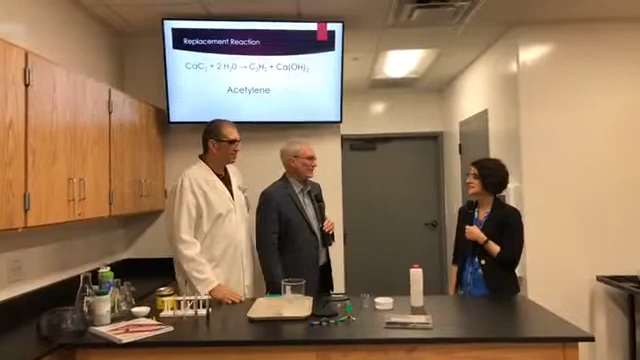 Replacement Reaction
CaC₂ + 2 H₂O → C₂H₂ + Ca(OH)₂
Acetylene